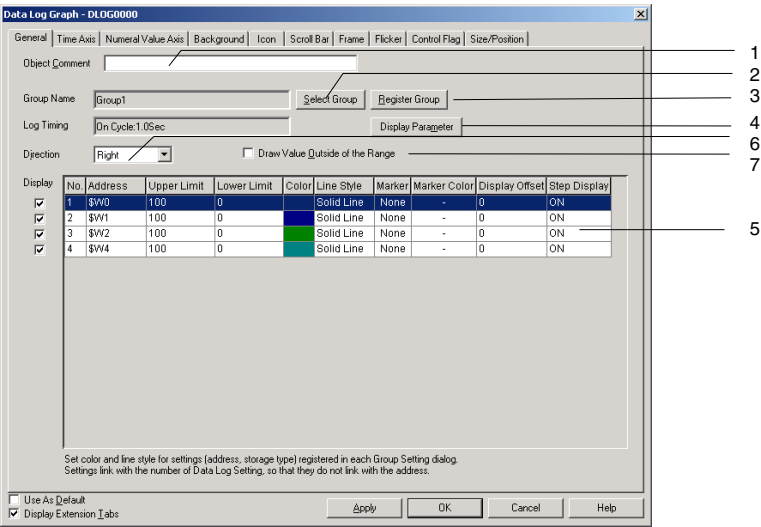 Data Log Graph - DLOG0000
General Time Axis Numeral Value Axis Background Icon Scroll Bar Frame Flicker Control Flag Size/Position
Object Comment
1
2
Group Name Group1 Select Group Register Group 3
Log Timing On Cycle:1.0Sec Display Parameter 4
6
Direction Right Draw Value Outside of the Range
7
Display No. Address Upper Limit Lower Limit Color Line Style Marker Marker Color Display Offset Step Display
1 $W0 100 0 Solid Line None - 0 ON
2 $W1 100 0 Solid Line None - 0 ON
3 $W2 100 0 Solid Line None - 0 ON 5
4 $W4 100 0 Solid Line None - 0 ON
Set color and line style for settings (address, storage type) registered in each Group Setting dialog.
Settings link with the number of Data Log Setting, so that they do not link with the address.
Use As Default
Display Extension Tabs
Apply OK Cancel Help